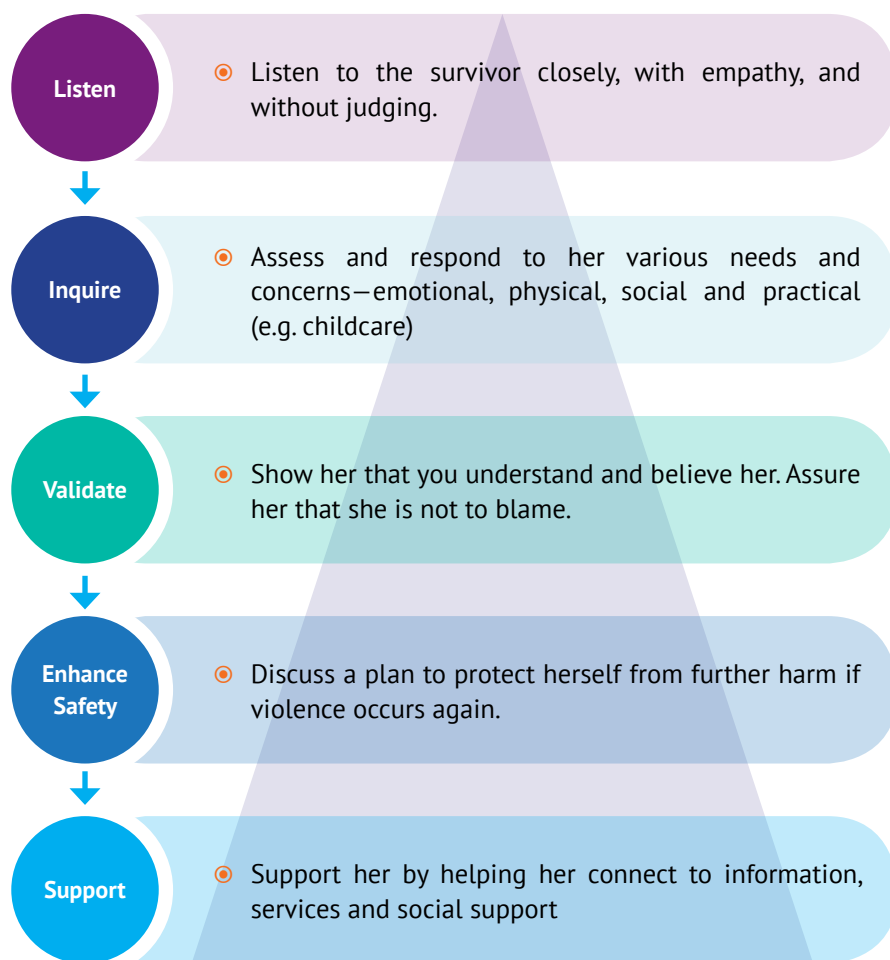 Listen
Listen to the survivor closely, with empathy, and
without judging.
Inquire
Assess and respond to her various needs and
concerns—emotional, physical, social and practical
(e.g. childcare)
Validate
Show her that you understand and believe her. Assure
her that she is not to blame.
Enhance
Safety
Discuss a plan to protect herself from further harm if
violence occurs again.
Support
Support her by helping her connect to information,
services and social support